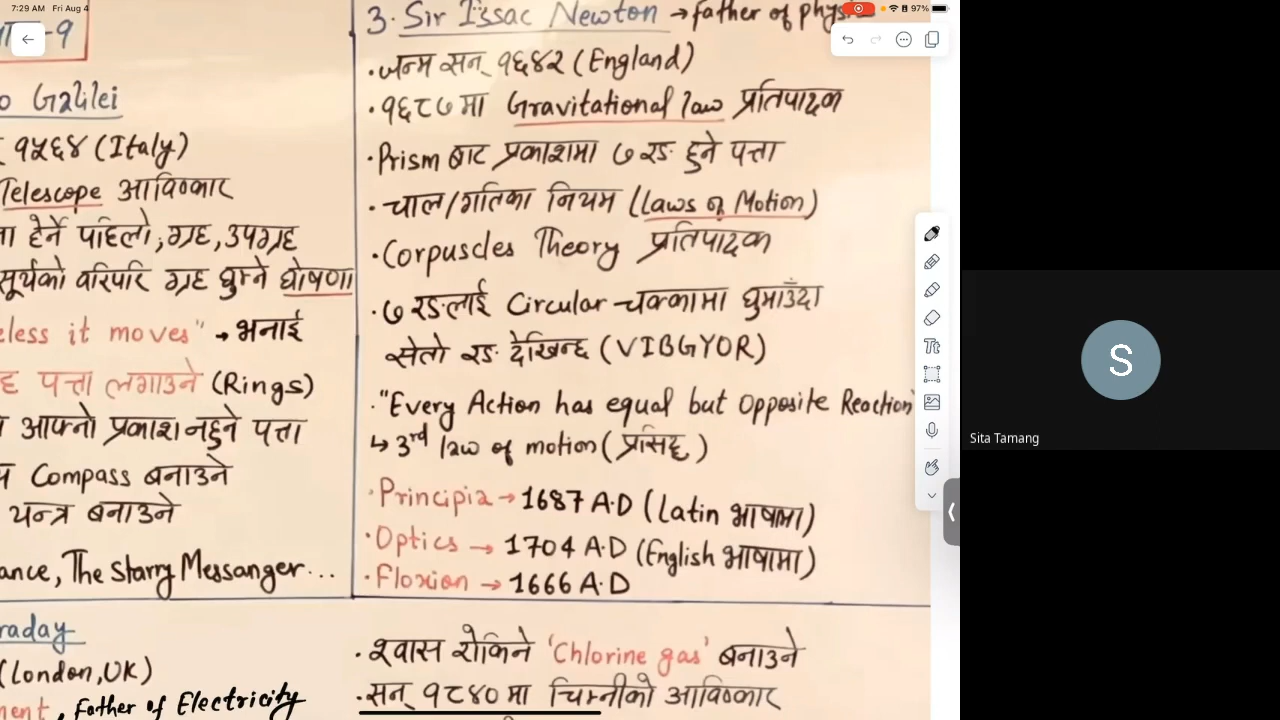 7:29 AM Fri Aug 4
97%
-9
3. Sir Issac Newton → father of
o Galilei
१५६४ (Italy)
Telescope आविष्कार
हेर्ने पहिलो, ग्रह, उपग्रह
सूर्यको वरिपरि ग्रह घुम्ने घोषणा
eless it moves" → भनाई
पत्ता लगाउने (Rings)
आफ्नो प्रकाश नहुने पत्ता
Compass बनाउने
यन्त्र बनाउने
ance, The Starry Messanger...
• जन्म सन् १६४२ (England)
• १६८७ मा Gravitational law प्रतिपादक
• Prism बाट प्रकाशमा ७ रङ हुने पत्ता
• चाल/गतिका नियम (Laws of Motion)
• Corpuscles Theory प्रतिपादक
• ७ रङलाई Circular चक्कामा घुमाउँदा
सेतो रङ देखिन्छ (VIBGYOR)
• "Every Action has equal but Opposite Reaction"
↳ 3rd law of motion (प्रसिद्ध)
• Principia → 1687 A.D (Latin भाषामा)
• Optics → 1704 A.D (English भाषामा)
• Floxion → 1666 A.D
raday
(London, UK)
ment, Father of Electricity
• श्वास रोकिने 'Chlorine gas' बनाउने
• सन् १८४० मा चिम्नीको आविष्कार
Tt
S
Sita Tamang